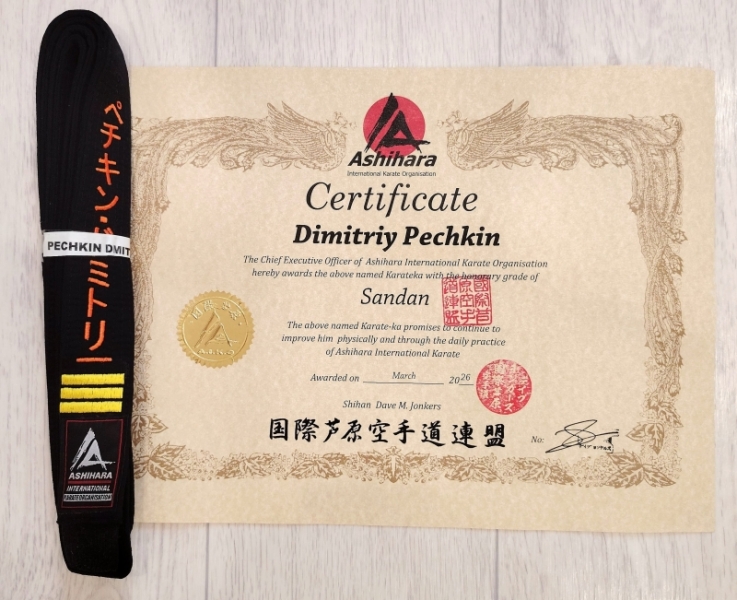 ペチキン・ドミトリー
PECHKIN DMIT
ASHIHARA
INTERNATIONAL
KARATE ORGANISATION
Ashihara
International Karate Organisation
Certificate
Dimitriy Pechkin
The Chief Executive Officer of Ashihara International Karate Organisation
hereby awards the above named Karateka with the honorary grade of
Sandan
The above named Karate-ka promises to continue to
improve him physically and through the daily practice
of Ashihara International Karate
Awarded on March 2026
Shihan Dave M. Jonkers
国際芦原空手道連盟
No: